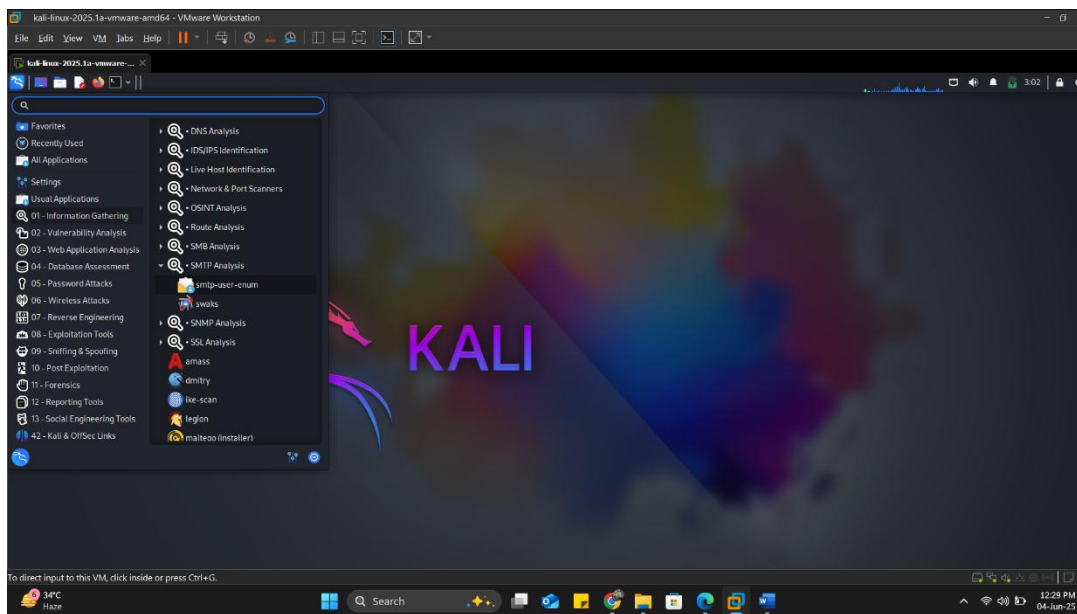 kali-linux-2025.1a-vmware-amd64 - VMware Workstation
File Edit View VM Tabs Help
kali-linux-2025.1a-vmware-...
3:02
Favorites
Recently Used
All Applications
Settings
Usual Applications
01 - Information Gathering
02 - Vulnerability Analysis
03 - Web Application Analysis
04 - Database Assessment
05 - Password Attacks
06 - Wireless Attacks
07 - Reverse Engineering
08 - Exploitation Tools
09 - Sniffing & Spoofing
10 - Post Exploitation
11 - Forensics
12 - Reporting Tools
13 - Social Engineering Tools
42 - Kali & OffSec Links
• DNS Analysis
• IDS/IPS Identification
• Live Host Identification
• Network & Port Scanners
• OSINT Analysis
• Route Analysis
• SMB Analysis
• SMTP Analysis
smtp-user-enum
swaks
• SNMP Analysis
• SSL Analysis
amass
dmitry
ike-scan
legion
maltego (installer)
KALI
To direct input to this VM, click inside or press Ctrl+G.
6
34°C
Haze
Search
12:29 PM
04-Jun-25